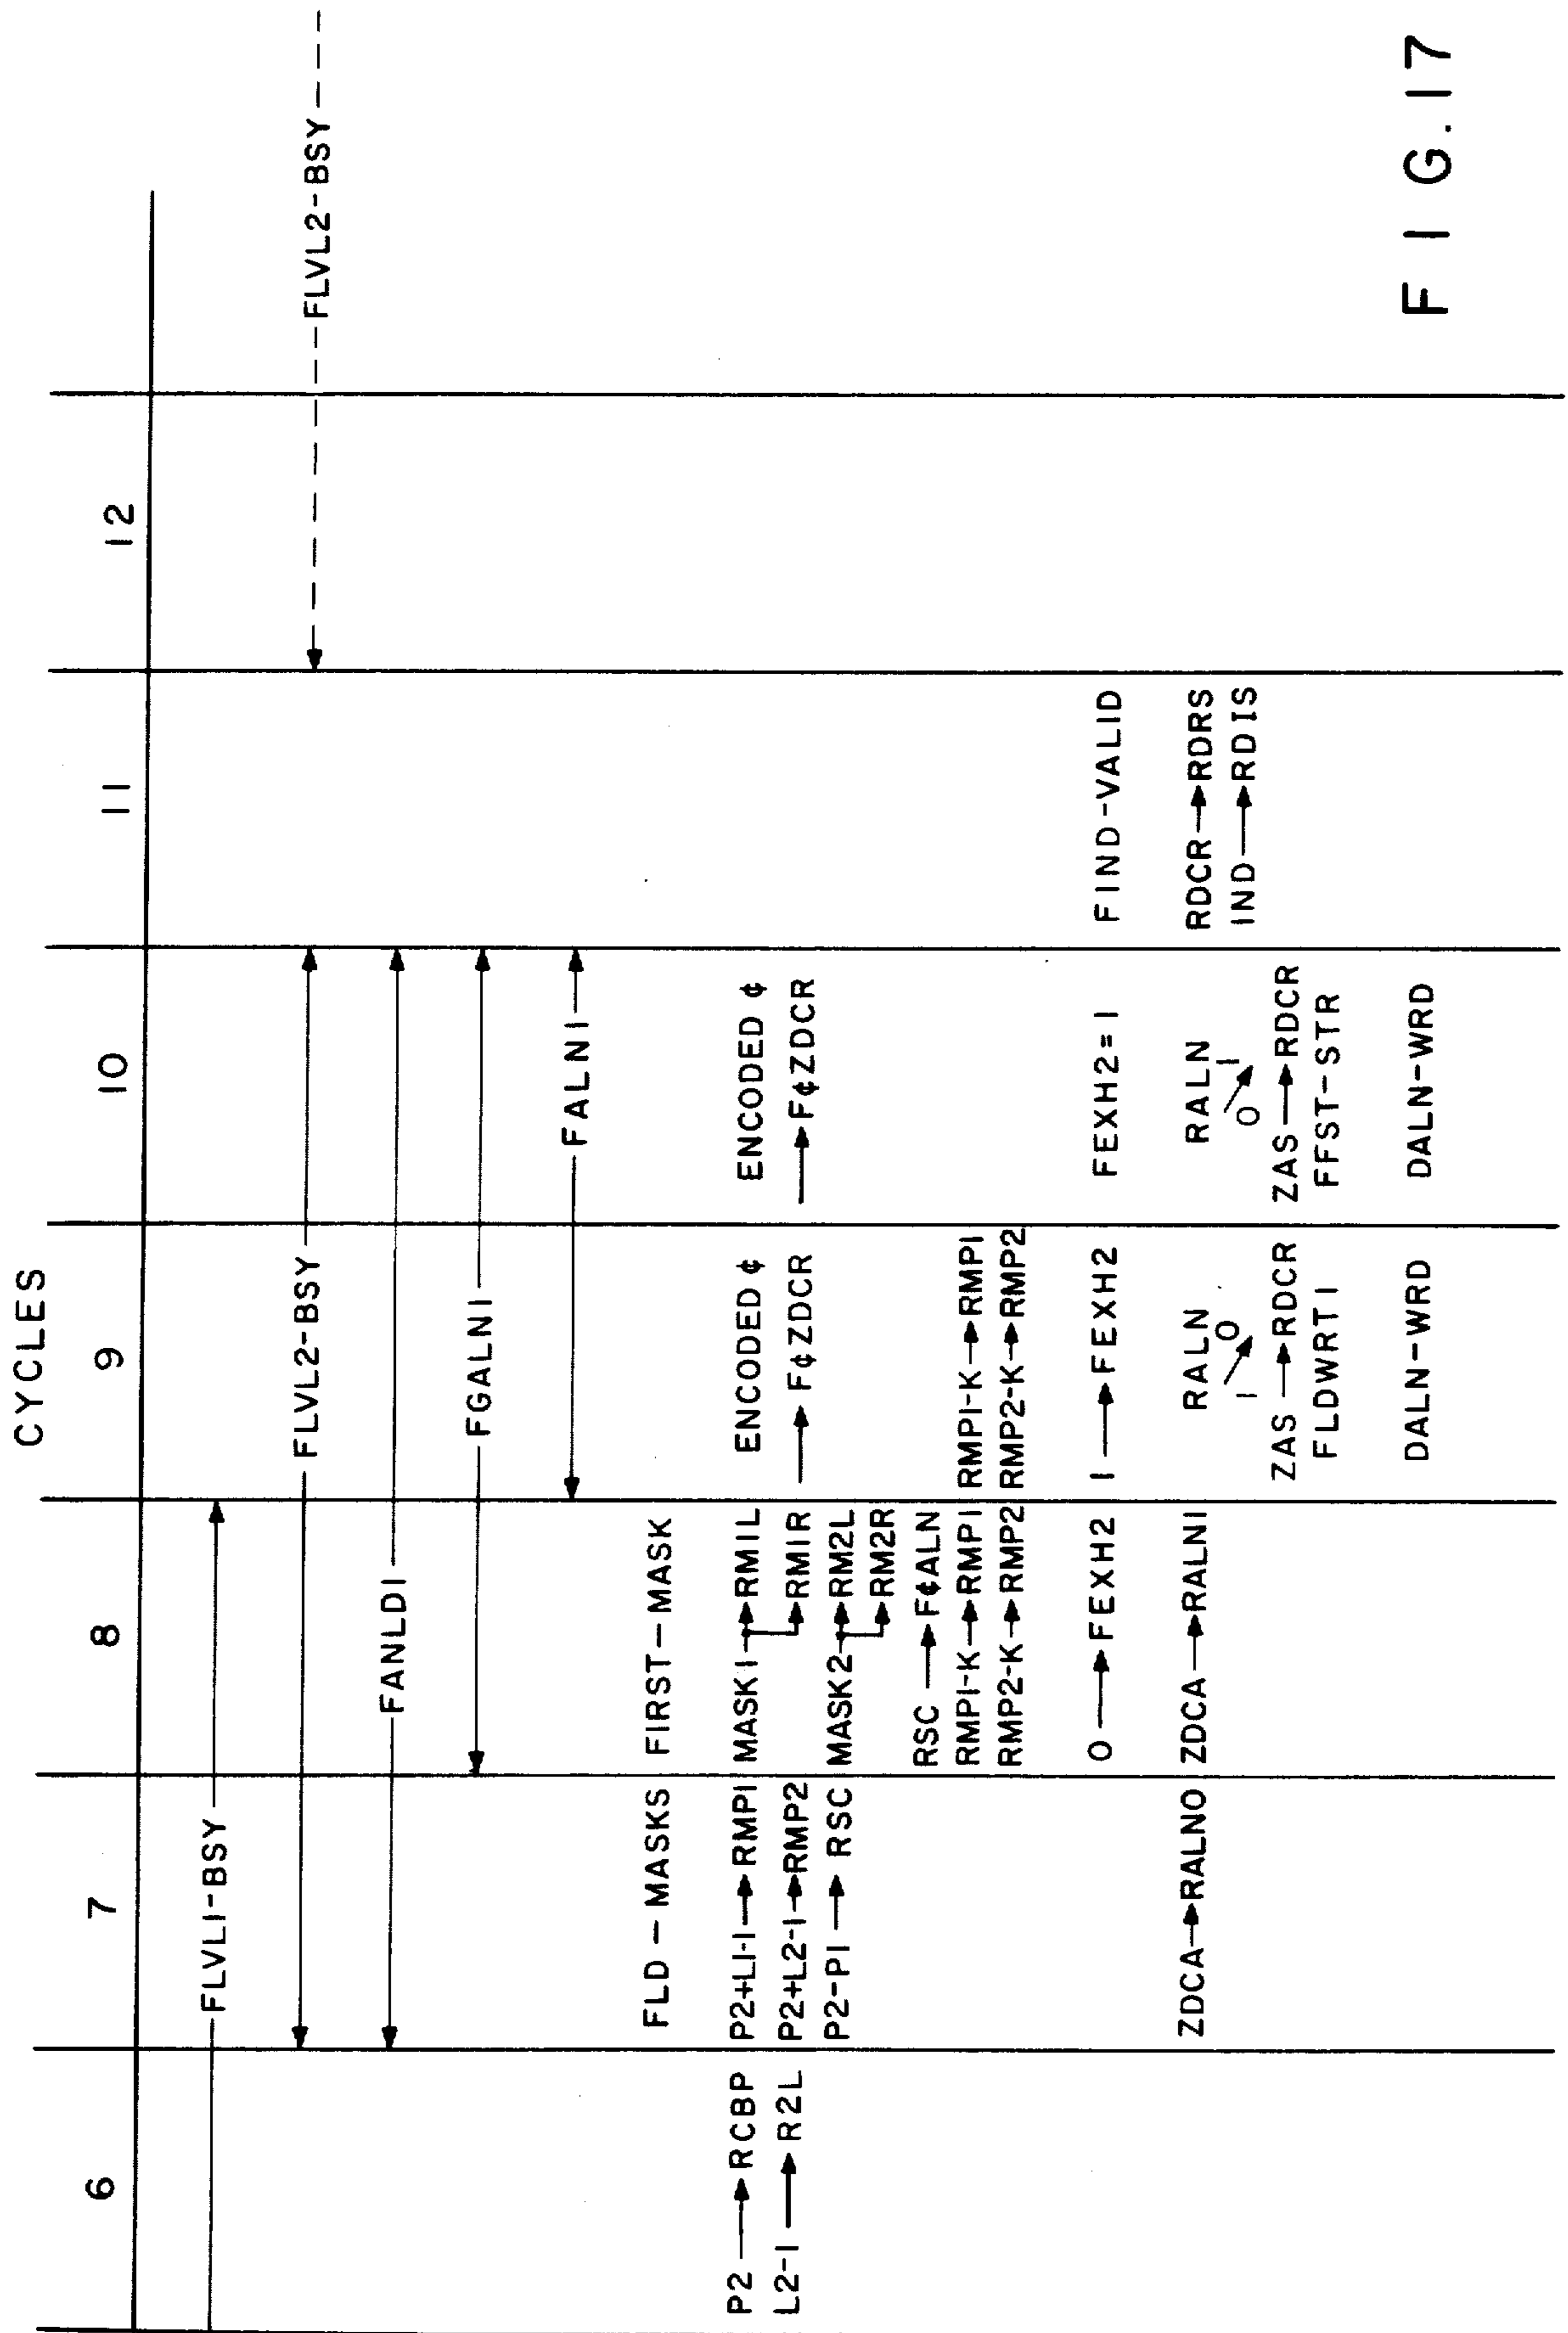 CYCLES
6 7 8 9 10 11 12
FLVL1-BSY
FLVL2-BSY FLVL2-BSY
FANLD1
FGALN1
FALN1
FLD-MASKS FIRST-MASK
P2→RCBP P2+L1-1→RMP1 MASK1→RM1L ENCODED ¢ ENCODED ¢
L2-1→R2L P2+L2-1→RMP2 →RM1R →F¢ZDCR →F¢ZDCR
P2-P1→RSC MASK2→RM2L
→RM2R
RSC→F¢ALN
RMP1-K→RMP1 RMP1-K→RMP1
RMP2-K→RMP2 RMP2-K→RMP2
0→FEXH2 1→FEXH2 FEXH2=1 FIND-VALID
ZDCA→RALN0 ZDCA→RALN1 RALN RALN RDCR→RDRS
1→0 0→1 IND→RDIS
ZAS→RDCR ZAS→RDCR
FLDWRT1 FFST-STR
DALN-WRD DALN-WRD
FIG.17